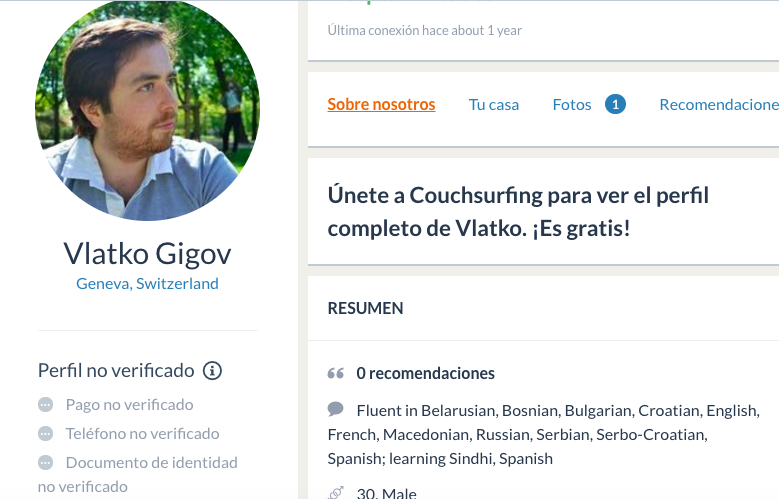 Última conexión hace about 1 year
Sobre nosotros Tu casa Fotos 1 Recomendacione
Únete a Couchsurfing para ver el perfil
completo de Vlatko. ¡Es gratis!
Vlatko Gigov
Geneva, Switzerland
Perfil no verificado
Pago no verificado
Teléfono no verificado
Documento de identidad
no verificado
RESUMEN
0 recomendaciones
Fluent in Belarusian, Bosnian, Bulgarian, Croatian, English,
French, Macedonian, Russian, Serbian, Serbo-Croatian,
Spanish; learning Sindhi, Spanish
30, Male